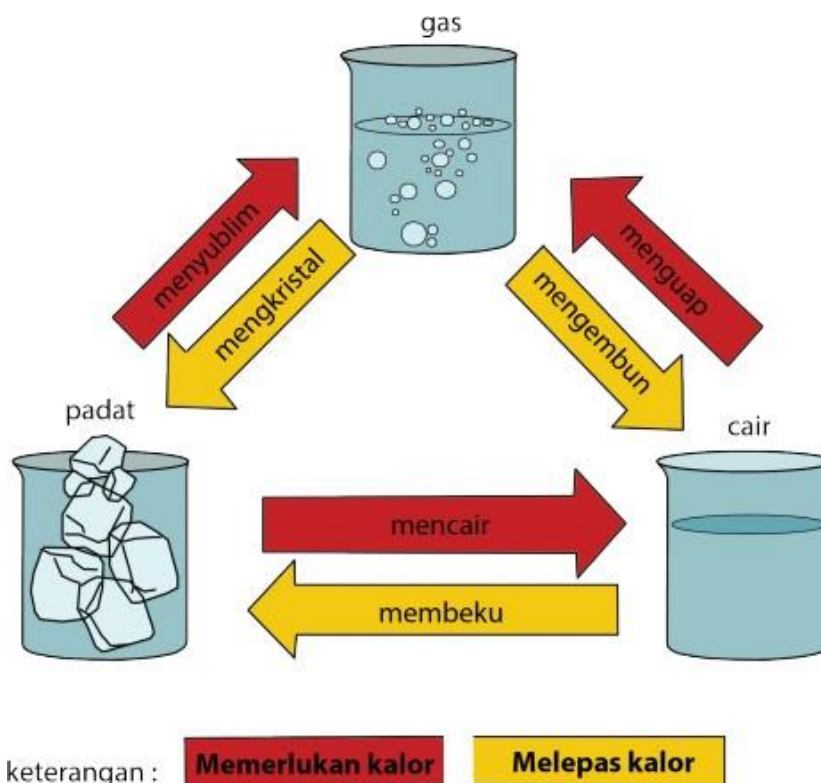 gas
menyublim
mengkristal
mengembun
menguap
padat
cair
mencair
membeku
keterangan : Memerlukan kalor Melepas kalor